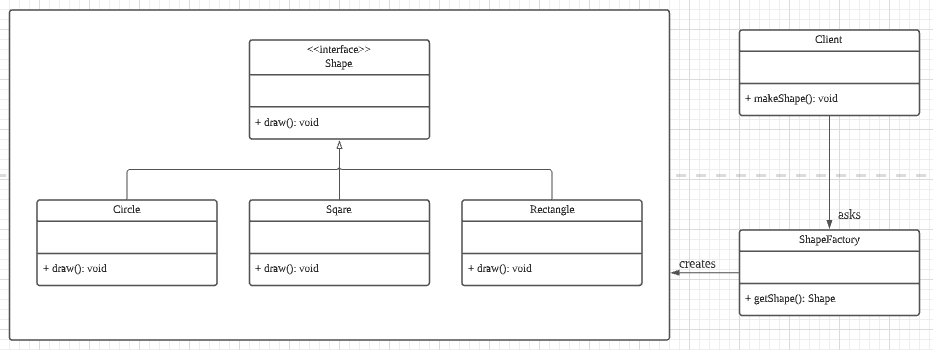 <<interface>>
Shape
+ draw(): void
Circle
+ draw(): void
Sqare
+ draw(): void
Rectangle
+ draw(): void
Client
+ makeShape(): void
asks
ShapeFactory
+ getShape(): Shape
creates